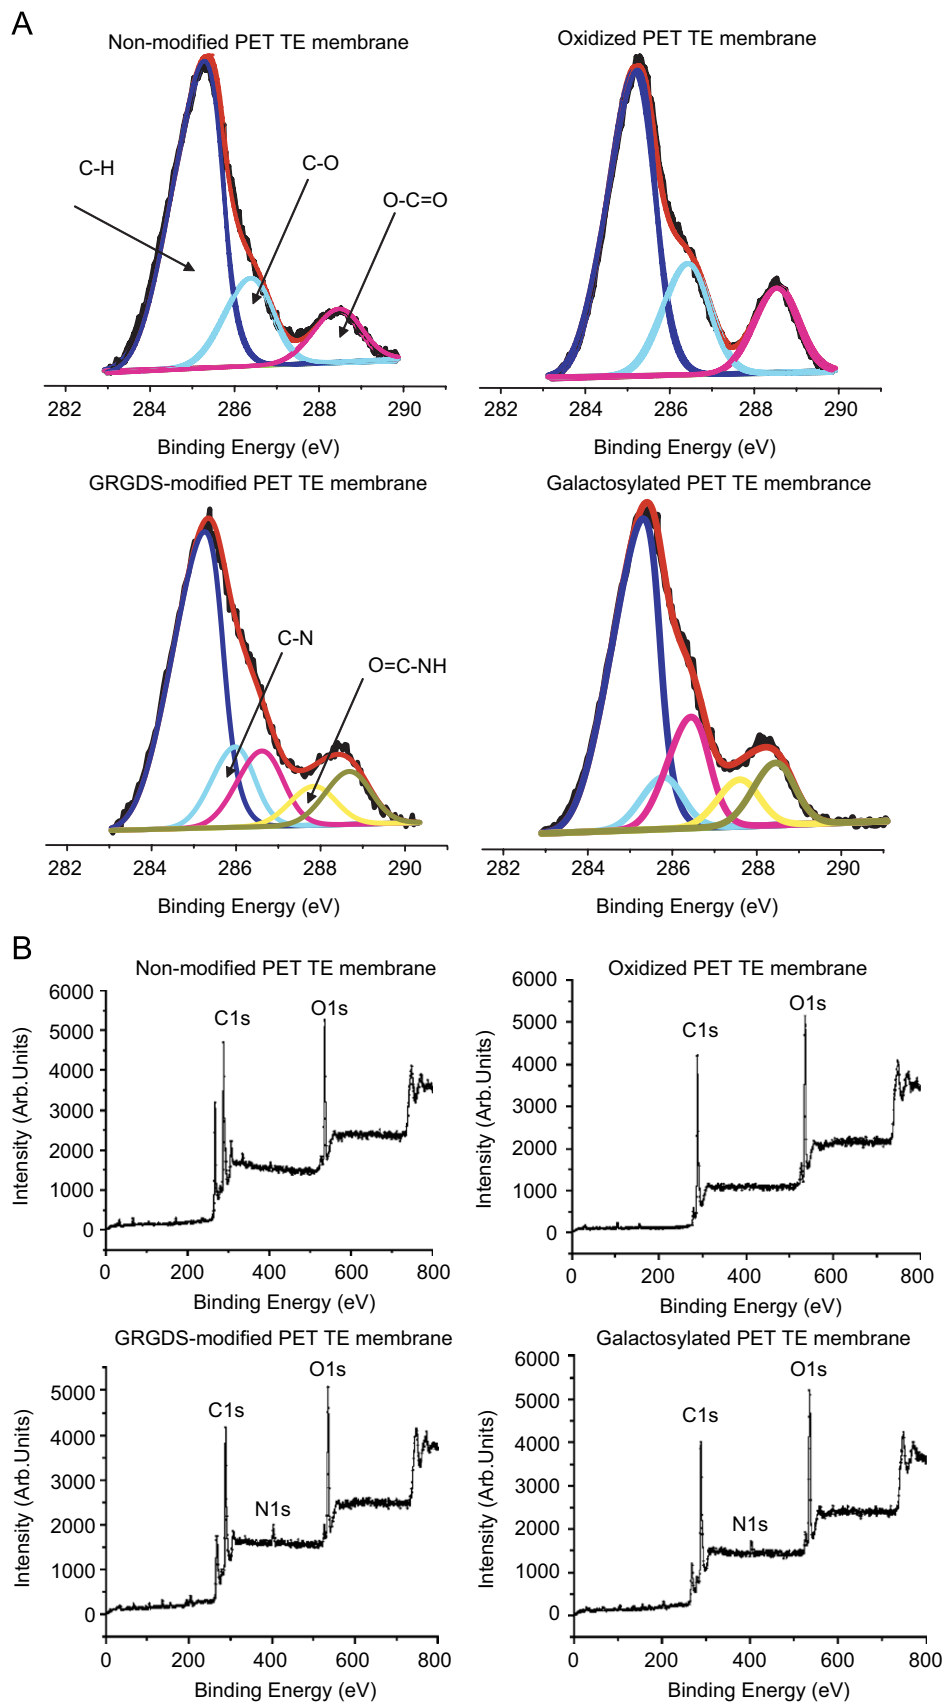 A
Non-modified PET TE membrane
Oxidized PET TE membrane
C-H
C-O
O-C=O
282 284 286 288 290
282 284 286 288 290
Binding Energy (eV)
Binding Energy (eV)
GRGDS-modified PET TE membrane
Galactosylated PET TE membrance
C-N
O=C-NH
282 284 286 288 290
282 284 286 288 290
Binding Energy (eV)
Binding Energy (eV)
B
Non-modified PET TE membrane
Oxidized PET TE membrane
Intensity (Arb.Units)
6000
5000
4000
3000
2000
1000
0
C1s
O1s
0 200 400 600 800
Binding Energy (eV)
Intensity (Arb.Units)
6000
5000
4000
3000
2000
1000
0
C1s
O1s
0 200 400 600 800
Binding Energy (eV)
GRGDS-modified PET TE membrane
Galactosylated PET TE membrane
Intensity (Arb.Units)
5000
4000
3000
2000
1000
0
C1s
N1s
O1s
0 200 400 600 800
Binding Energy (eV)
Intensity (Arb.Units)
6000
5000
4000
3000
2000
1000
0
C1s
N1s
O1s
0 200 400 600 800
Binding Energy (eV)